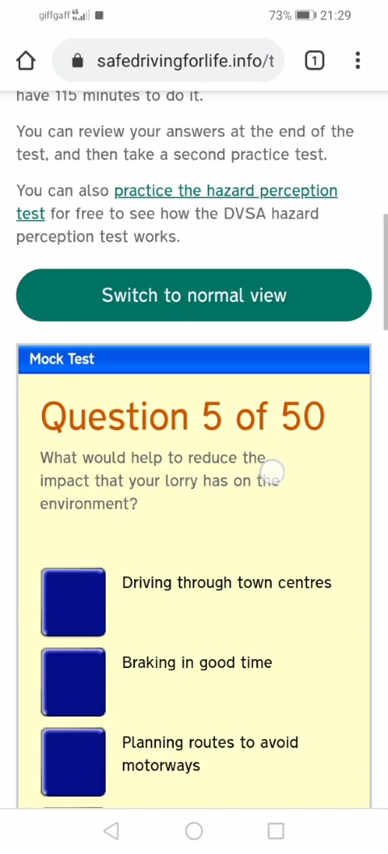 giffgaff 73% 21:29
safedrivingforlife.info/t 1
have 115 minutes to do it.
You can review your answers at the end of the
test, and then take a second practice test.
You can also practice the hazard perception
test for free to see how the DVSA hazard
perception test works.
Switch to normal view
Mock Test
Question 5 of 50
What would help to reduce the
impact that your lorry has on the
environment?
Driving through town centres
Braking in good time
Planning routes to avoid
motorways